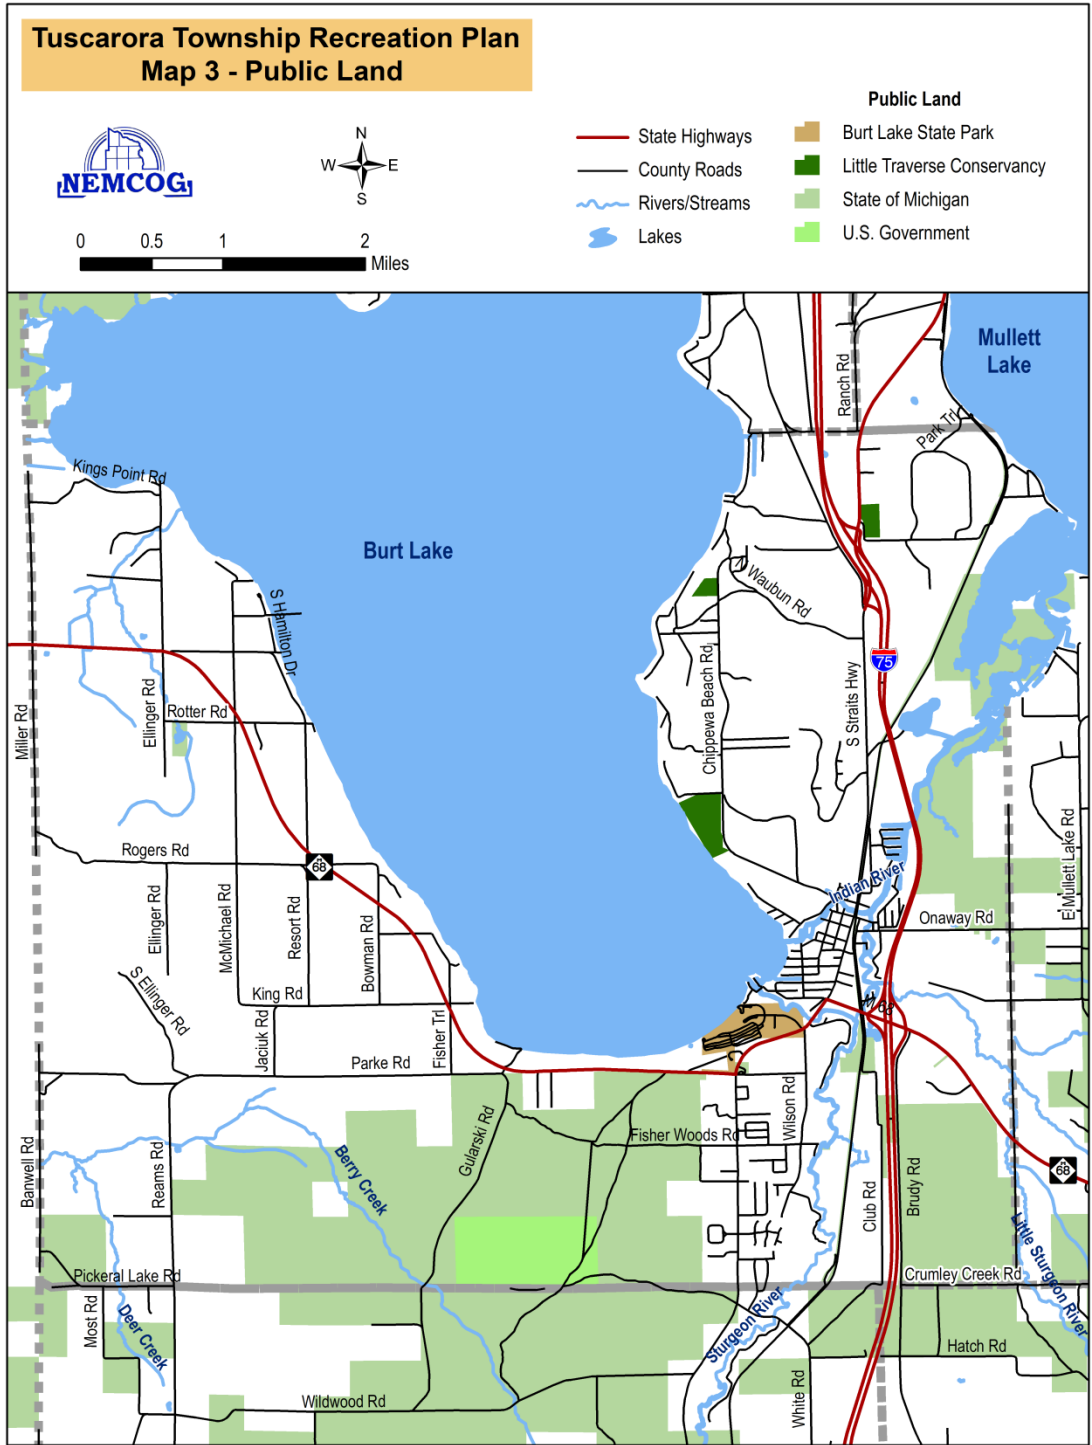 Tuscarora Township Recreation Plan
Map 3 - Public Land
NEMCOG
N
W E
S
0 0.5 1 2
Miles
State Highways
County Roads
Rivers/Streams
Lakes
Public Land
Burt Lake State Park
Little Traverse Conservancy
State of Michigan
U.S. Government
Mullett
Lake
Ranch Rd
Park Trl
Kings Point Rd
Burt Lake
N Waubun Rd
S Hamilton Dr
Chippewa Beach Rd
S Straits Hwy
75
Miller Rd
Ellinger Rd
Rotter Rd
E Mullett Lake Rd
Rogers Rd
68
Indian River
Onaway Rd
Ellinger Rd
McMichael Rd
Resort Rd
Bowman Rd
S Ellinger Rd
King Rd
M 68
Jaciuk Rd
Fisher Trl
Parke Rd
Wilson Rd
Gularski Rd
Fisher Woods Rd
Banwell Rd
Reams Rd
Berry Creek
Club Rd
Brudy Rd
68
Little Sturgeon River
Pickeral Lake Rd
Crumley Creek Rd
Most Rd
Deer Creek
Sturgeon River
Hatch Rd
Wildwood Rd
White Rd